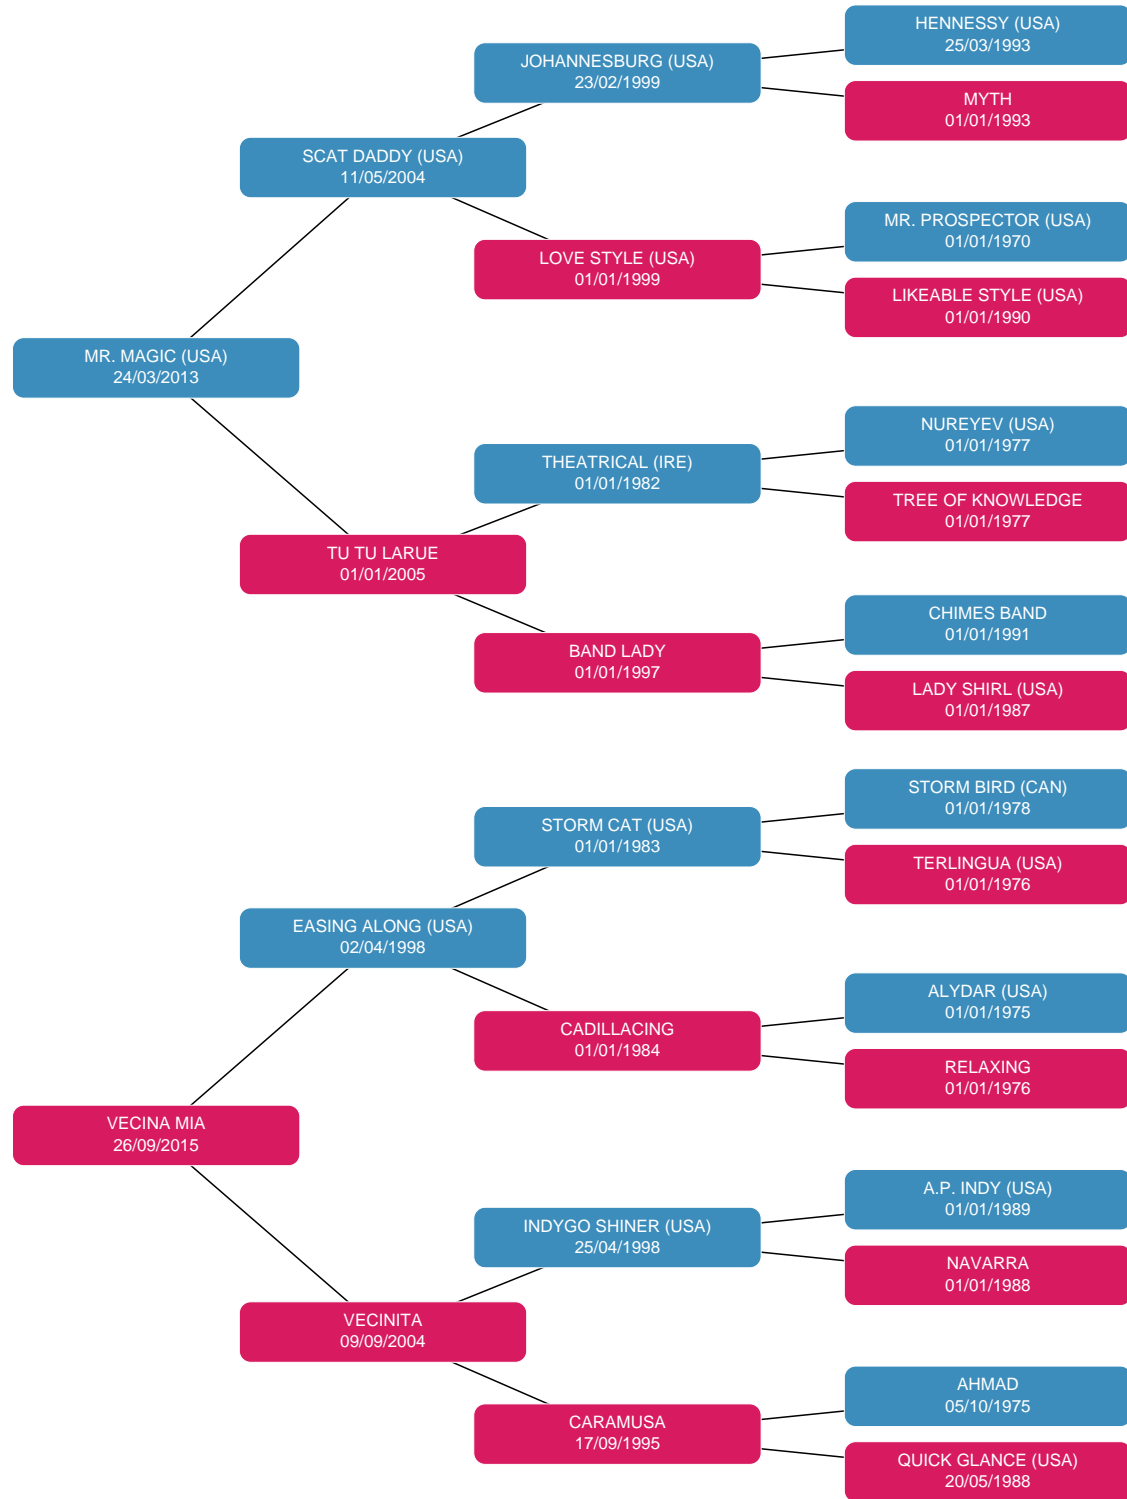 HENNESSY (USA)
25/03/1993
JOHANNESBURG (USA)
23/02/1999
MYTH
01/01/1993
SCAT DADDY (USA)
11/05/2004
MR. PROSPECTOR (USA)
01/01/1970
LOVE STYLE (USA)
01/01/1999
LIKEABLE STYLE (USA)
01/01/1990
MR. MAGIC (USA)
24/03/2013
NUREYEV (USA)
01/01/1977
THEATRICAL (IRE)
01/01/1982
TREE OF KNOWLEDGE
01/01/1977
TU TU LARUE
01/01/2005
CHIMES BAND
01/01/1991
BAND LADY
01/01/1997
LADY SHIRL (USA)
01/01/1987
STORM BIRD (CAN)
01/01/1978
STORM CAT (USA)
01/01/1983
TERLINGUA (USA)
01/01/1976
EASING ALONG (USA)
02/04/1998
ALYDAR (USA)
01/01/1975
CADILLACING
01/01/1984
RELAXING
01/01/1976
VECINA MIA
26/09/2015
A.P. INDY (USA)
01/01/1989
INDYGO SHINER (USA)
25/04/1998
NAVARRA
01/01/1988
VECINITA
09/09/2004
AHMAD
05/10/1975
CARAMUSA
17/09/1995
QUICK GLANCE (USA)
20/05/1988